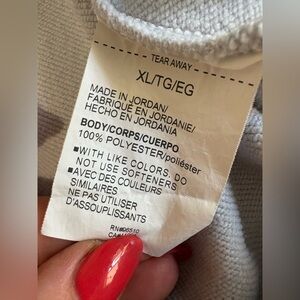 - TEAR AWAY -
XL/TG/EG
MADE IN JORDAN/
FABRIQUÉ EN JORDANIE/
HECHO EN JORDANIA
BODY/CORPS/CUERPO
100% POLYESTER/poliéster
■WITH LIKE COLORS. DO
NOT USE SOFTENERS
■AVEC DES COULEURS
SIMILAIRES
NE PAS UTILISER
D'ASSOUPLISSANTS